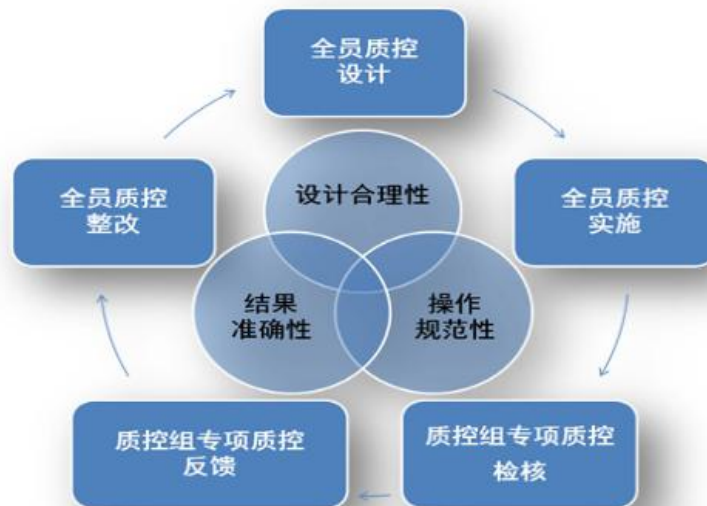 全员质控
设计
全员质控
整改
设计合理性
全员质控
实施
结果
准确性
操作
规范性
质控组专项质控
反馈
质控组专项质控
检核